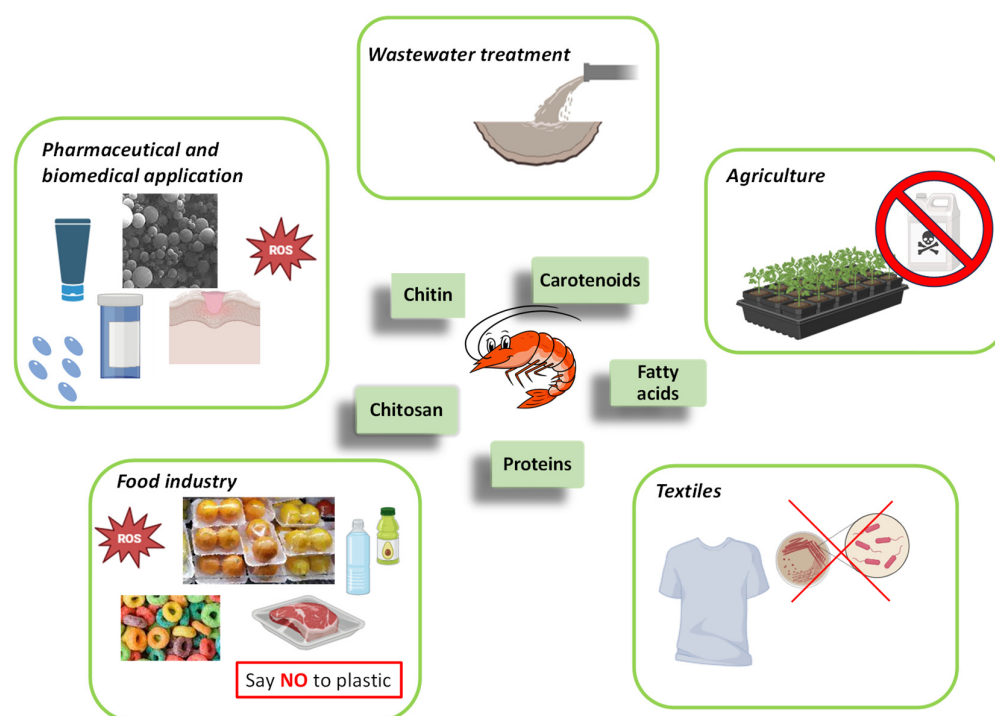 Wastewater treatment
Pharmaceutical and
biomedical application
ROS
Agriculture
Chitin
Carotenoids
Fatty
acids
Chitosan
Proteins
Food industry
ROS
Say NO to plastic
Textiles